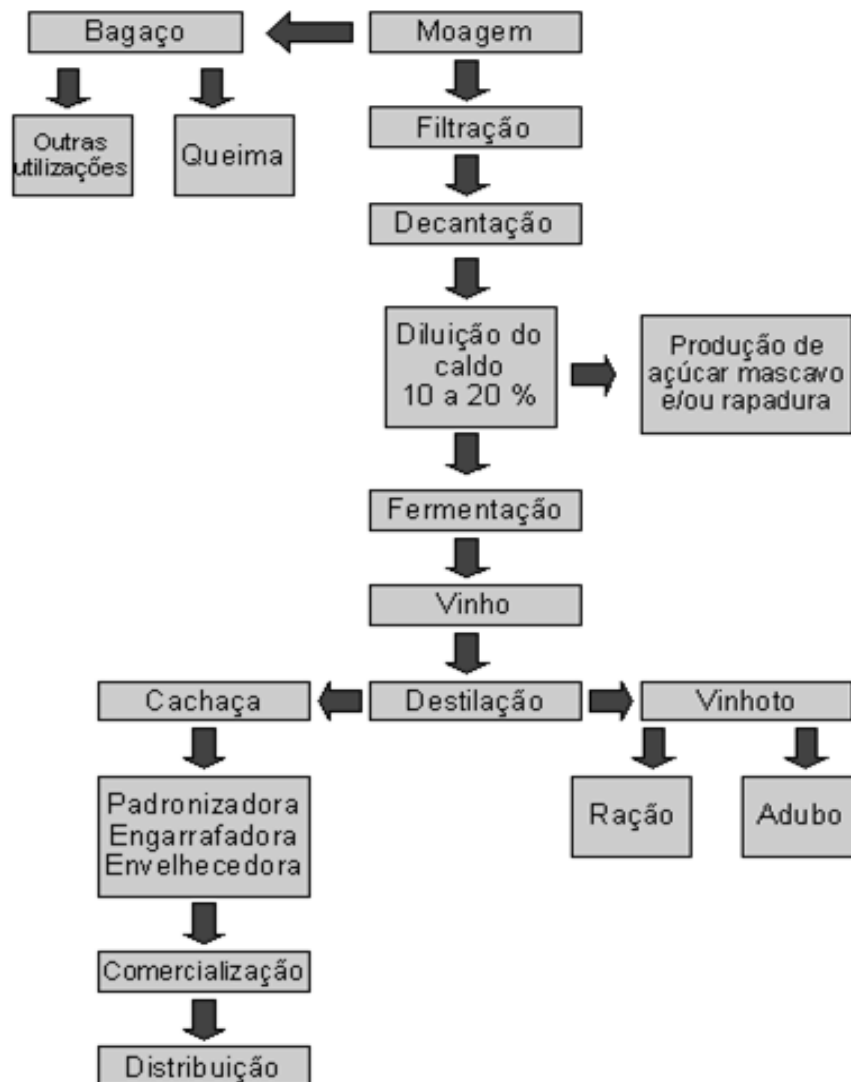 Bagaço
Moagem
Outras
utilizações
Queima
Filtração
Decantação
Diluição do
caldo
10 a 20 %
Produção de
açúcar mascavo
e/ou rapadura
Fermentação
Vinho
Cachaça
Destilação
Vinhoto
Padronizadora
Engarrafadora
Envelhecedora
Ração
Adubo
Comercialização
Distribuição